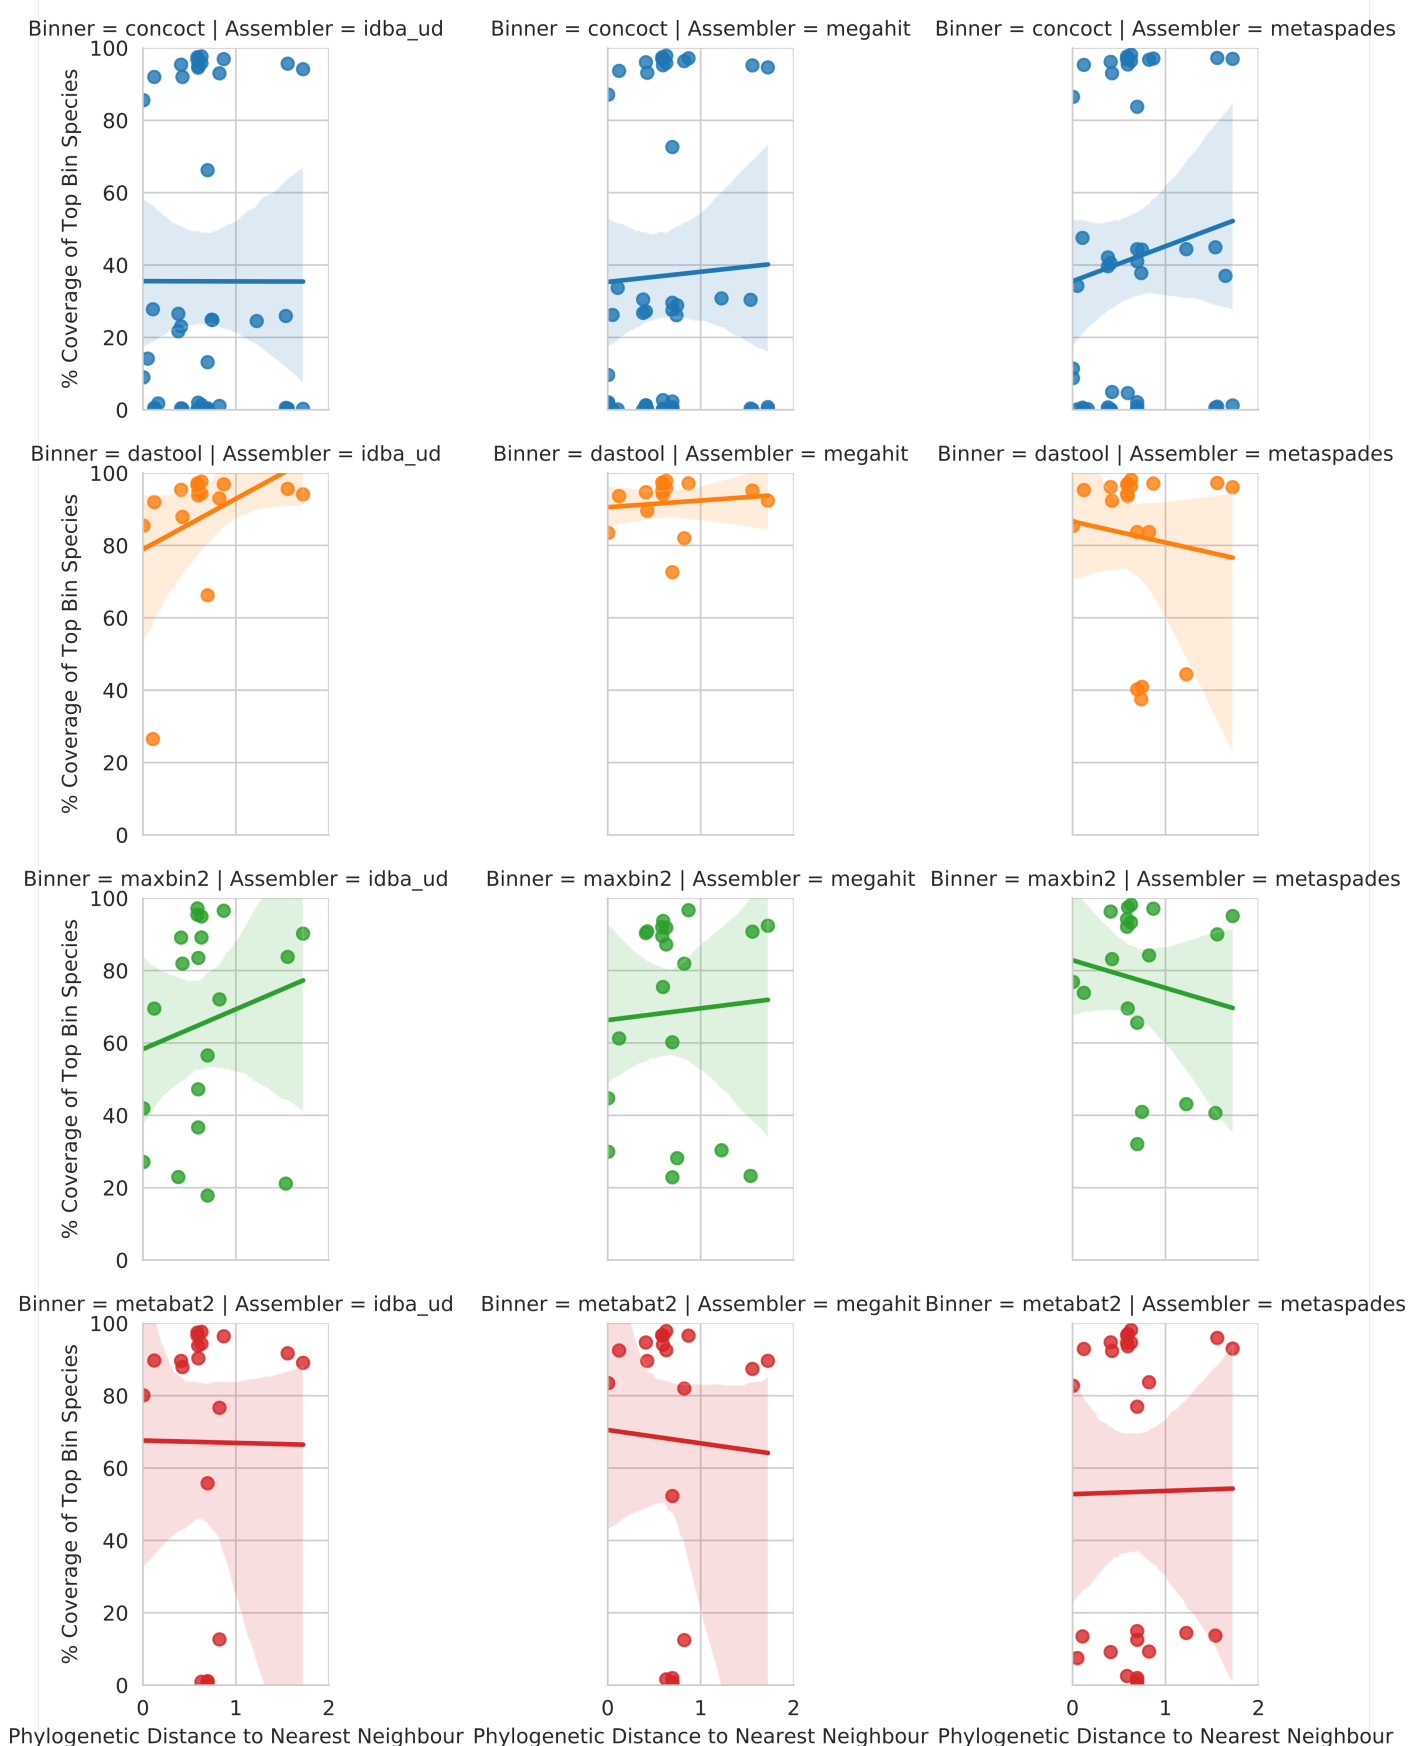 Binner = concoct | Assembler = idba_ud
Binner = concoct | Assembler = megahit
Binner = concoct | Assembler = metaspades
% Coverage of Top Bin Species
100
80
60
40
20
0
Binner = dastool | Assembler = idba_ud
Binner = dastool | Assembler = megahit
Binner = dastool | Assembler = metaspades
% Coverage of Top Bin Species
100
80
60
40
20
0
Binner = maxbin2 | Assembler = idba_ud
Binner = maxbin2 | Assembler = megahit
Binner = maxbin2 | Assembler = metaspades
% Coverage of Top Bin Species
100
80
60
40
20
0
Binner = metabat2 | Assembler = idba_ud
Binner = metabat2 | Assembler = megahit
Binner = metabat2 | Assembler = metaspades
% Coverage of Top Bin Species
100
80
60
40
20
0
0 1 2
0 1 2
0 1 2
Phylogenetic Distance to Nearest Neighbour
Phylogenetic Distance to Nearest Neighbour
Phylogenetic Distance to Nearest Neighbour